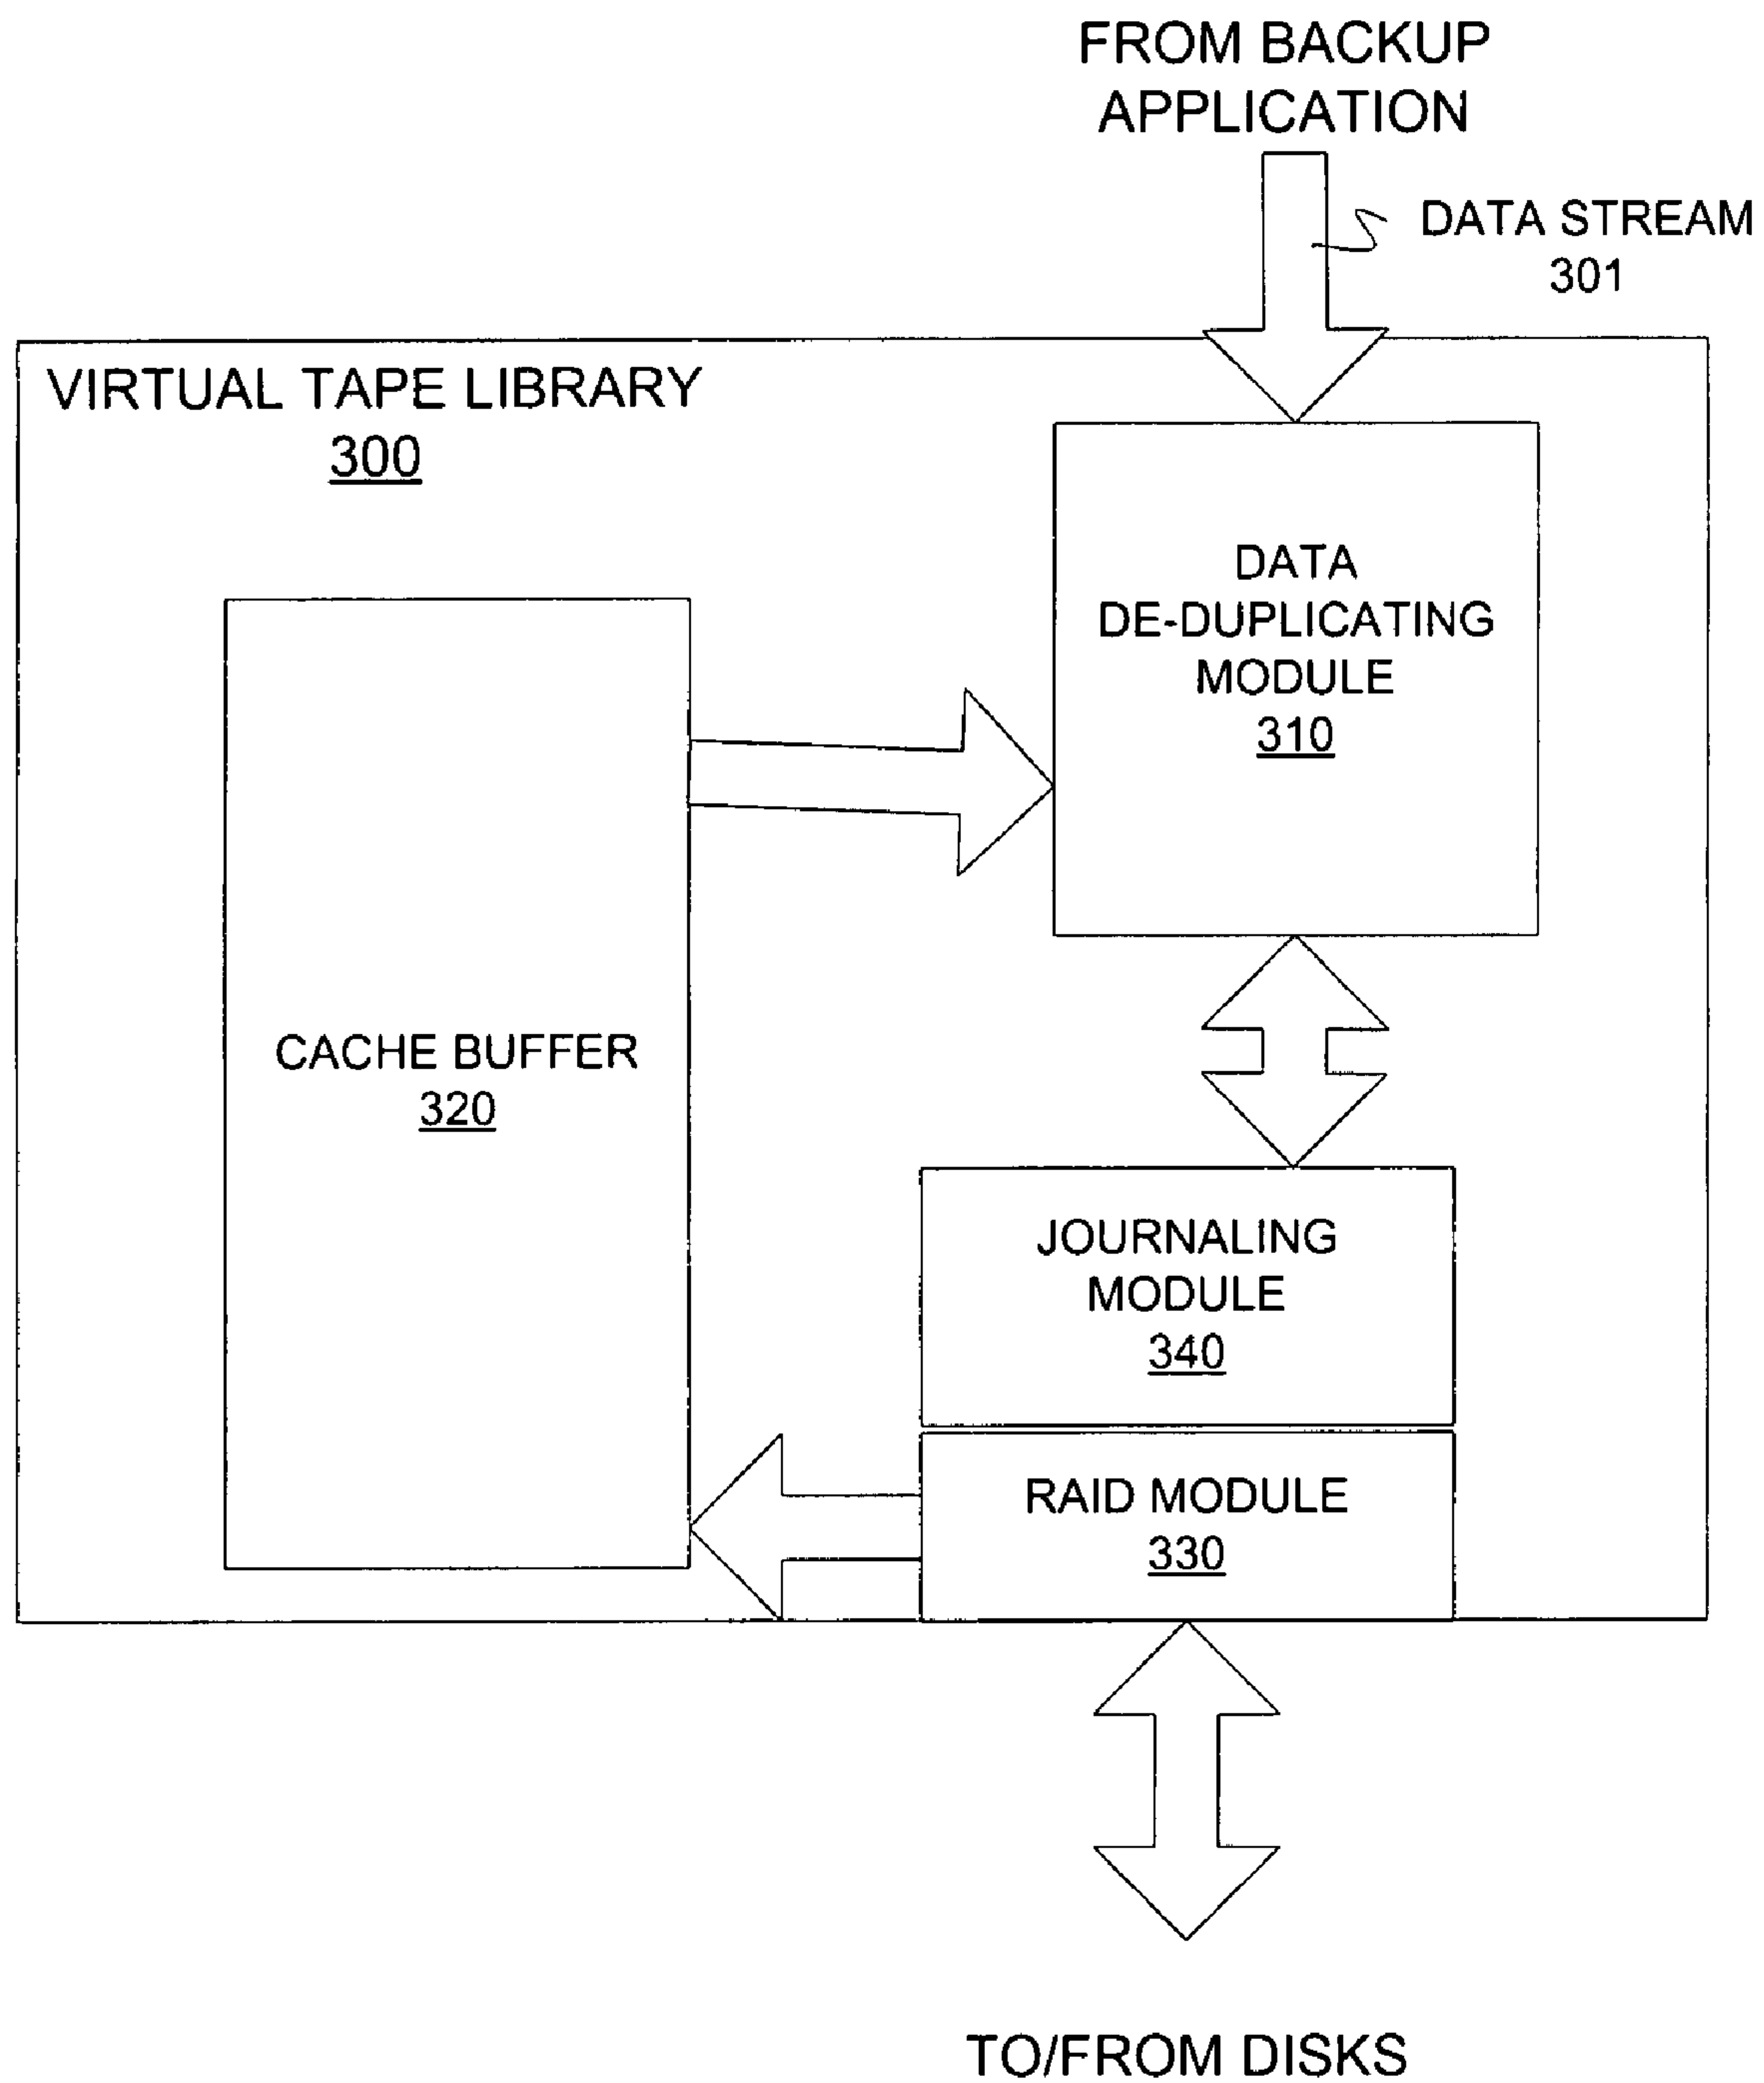 FROM BACKUP
APPLICATION
DATA STREAM
301
VIRTUAL TAPE LIBRARY
300
DATA
DE-DUPLICATING
MODULE
310
CACHE BUFFER
320
JOURNALING
MODULE
340
RAID MODULE
330
TO/FROM DISKS